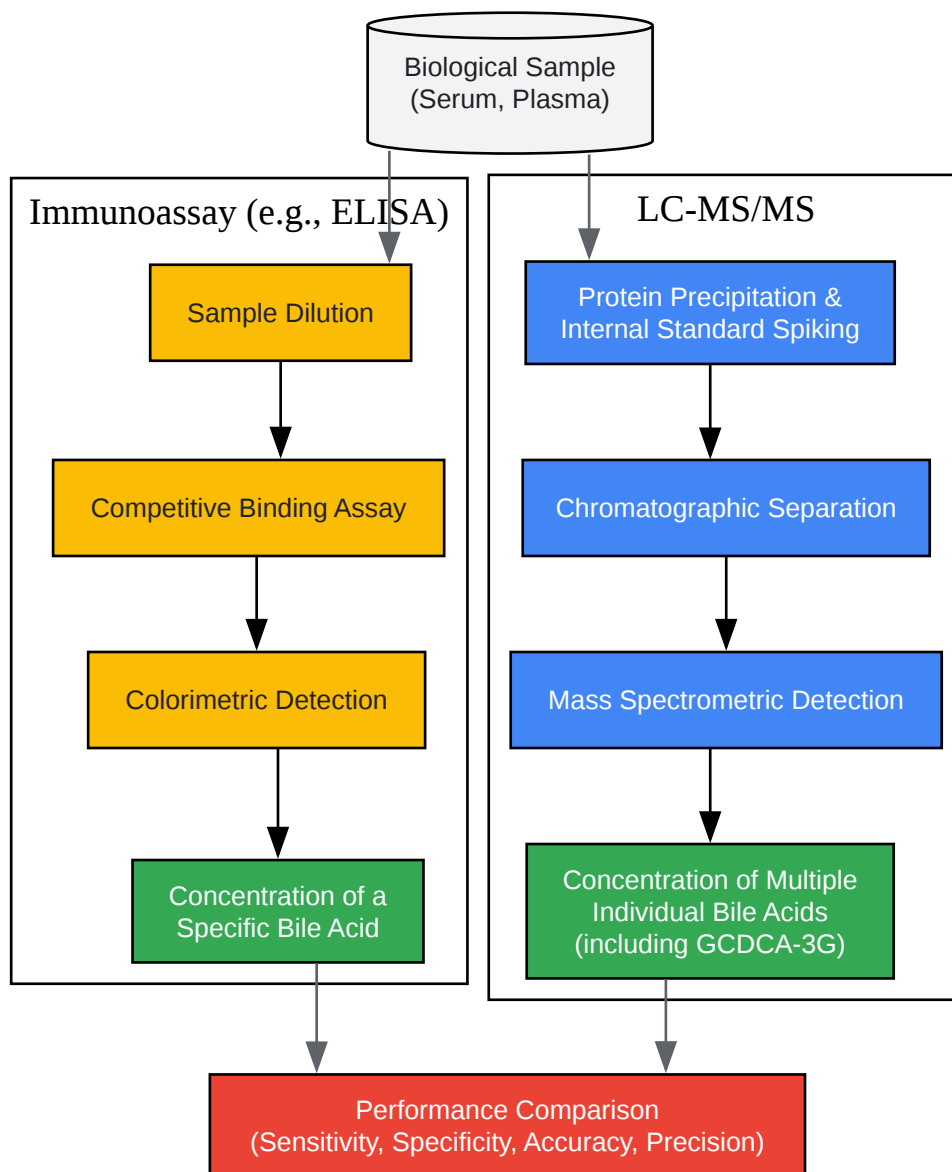 Biological Sample
(Serum, Plasma)
Immunoassay (e.g., ELISA)
Sample Dilution
Competitive Binding Assay
Colorimetric Detection
Concentration of a
Specific Bile Acid
LC-MS/MS
Protein Precipitation &
Internal Standard Spiking
Chromatographic Separation
Mass Spectrometric Detection
Concentration of Multiple
Individual Bile Acids
(including GCDCA-3G)
Performance Comparison
(Sensitivity, Specificity, Accuracy, Precision)